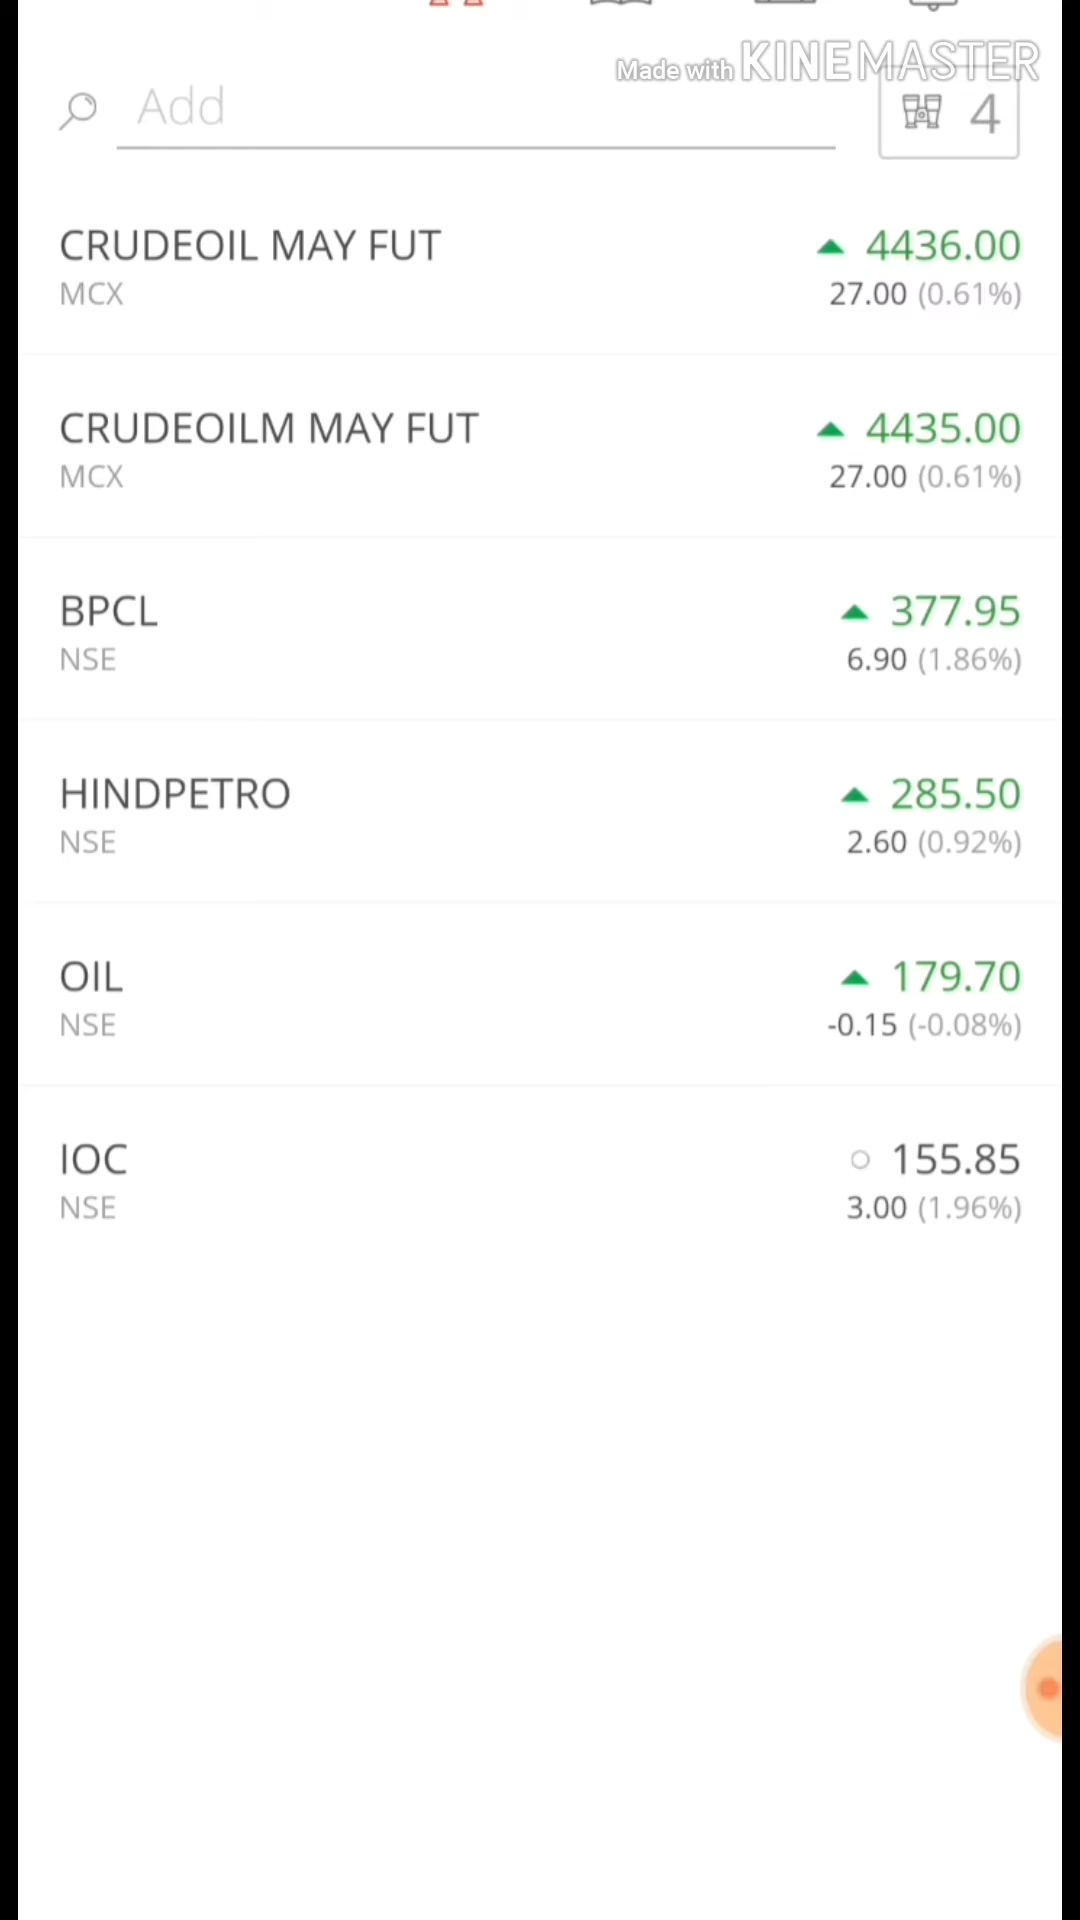 Made with KINEMASTER
Add
4
CRUDEOIL MAY FUT
4436.00
MCX
27.00 (0.61%)
CRUDEOILM MAY FUT
4435.00
MCX
27.00 (0.61%)
BPCL
377.95
NSE
6.90 (1.86%)
HINDPETRO
285.50
NSE
2.60 (0.92%)
OIL
179.70
NSE
-0.15 (-0.08%)
IOC
155.85
NSE
3.00 (1.96%)